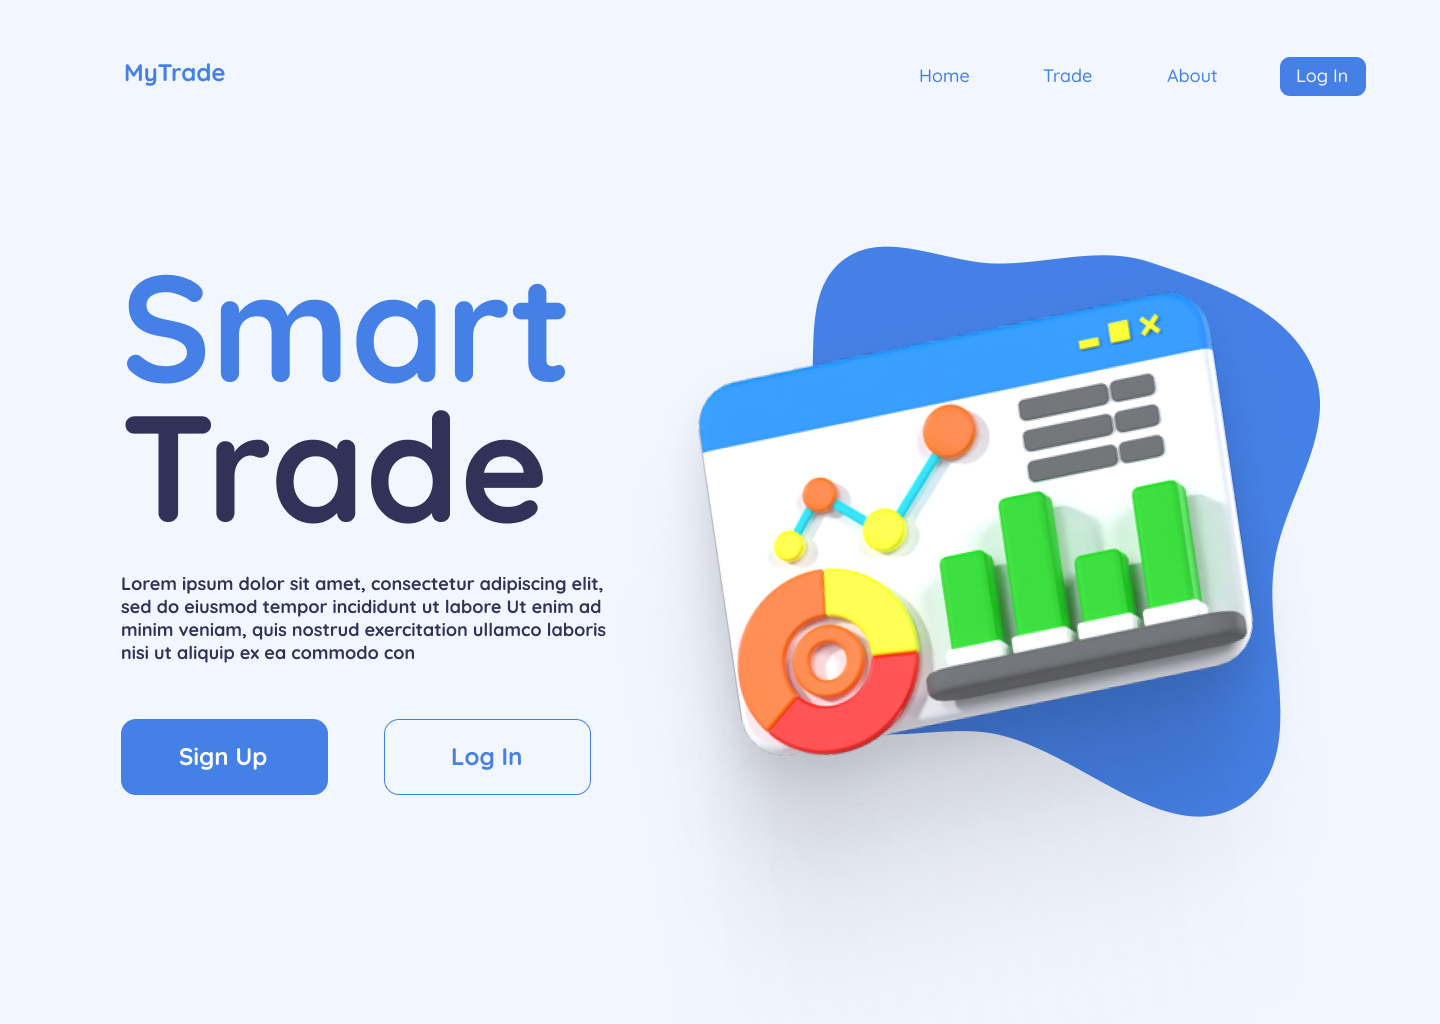 MyTrade
Home
Trade
About
Log In
Smart
Trade
Lorem ipsum dolor sit amet, consectetur adipiscing elit,
sed do eiusmod tempor incididunt ut labore Ut enim ad
minim veniam, quis nostrud exercitation ullamco laboris
nisi ut aliquip ex ea commodo con
Sign Up
Log In